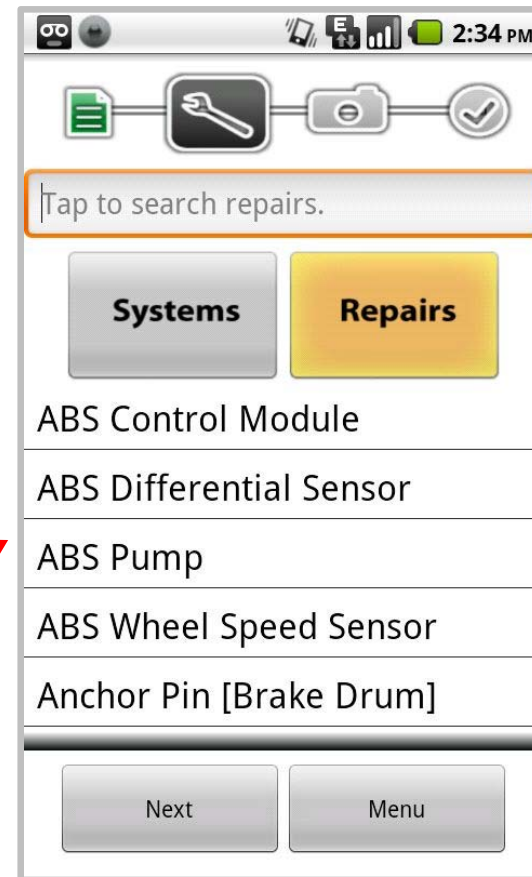 E 2:34 PM
Tap to search repairs.
Systems Repairs
ABS Control Module
ABS Differential Sensor
ABS Pump
ABS Wheel Speed Sensor
Anchor Pin [Brake Drum]
Next Menu